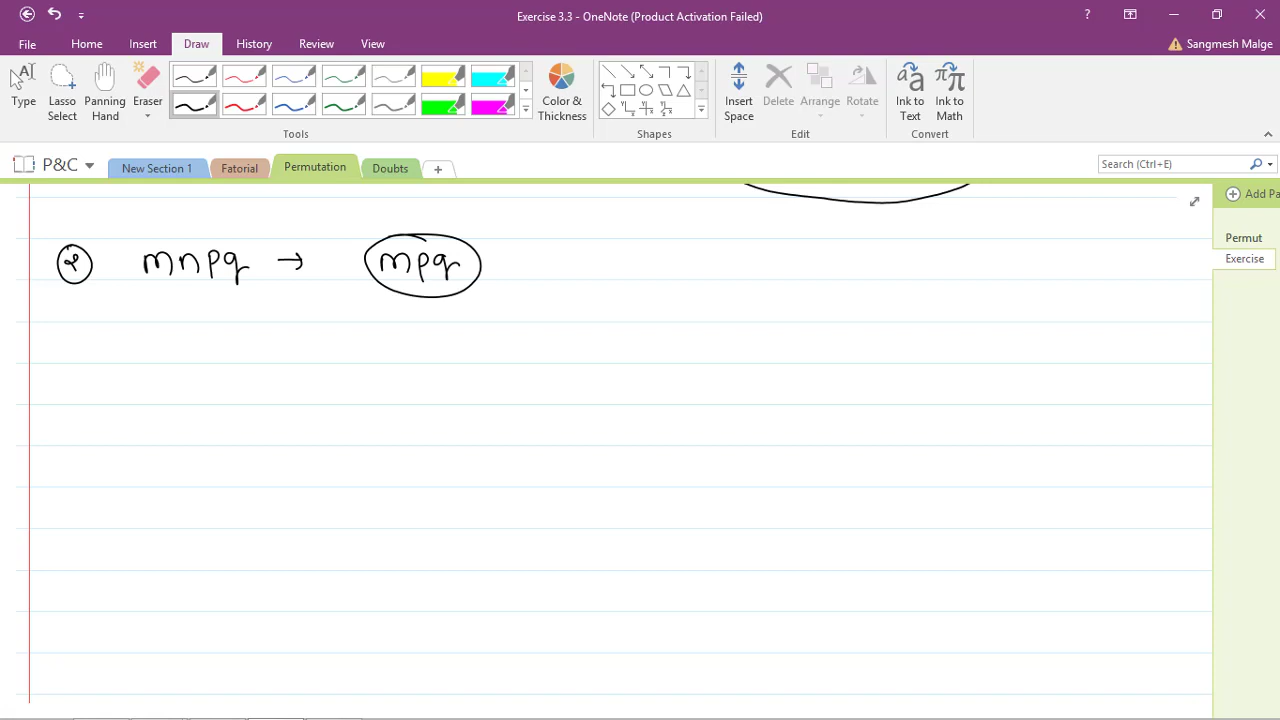 Exercise 3.3 - OneNote (Product Activation Failed)
?
File Home Insert Draw History Review View Sangmesh Malge
Type
Lasso Select
Panning Hand
Eraser
Color & Thickness
Insert Space
Delete
Arrange
Rotate
Ink to Text
Ink to Math
Tools Shapes Edit Convert
P&C New Section 1 Fatorial Permutation Doubts Search (Ctrl+E)
Add Pa
Permut
Exercise
mnpq → mpq